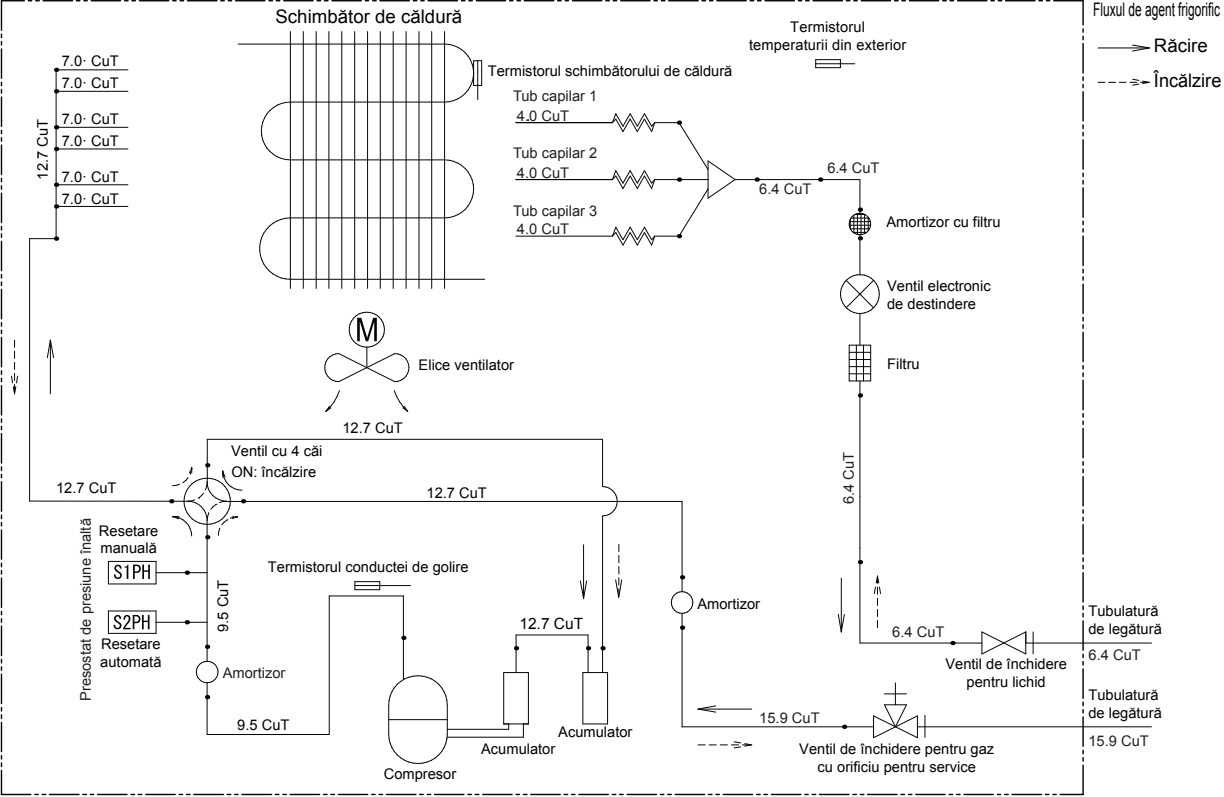 Schimbător de căldură
Termistorul
temperaturii din exterior
Fluxul de agent frigorific
Răcire
Încălzire
7.0· CuT
7.0· CuT
7.0· CuT
7.0· CuT
7.0· CuT
7.0· CuT
12.7 CuT
Termistorul schimbătorului de căldură
Tub capilar 1
4.0 CuT
Tub capilar 2
4.0 CuT
Tub capilar 3
4.0 CuT
6.4 CuT
6.4 CuT
Amortizor cu filtru
Ventil electronic
de destindere
Filtru
M
Elice ventilator
12.7 CuT
Ventil cu 4 căi
ON: încălzire
12.7 CuT
12.7 CuT
6.4 CuT
Presostat de presiune înaltă
Resetare
manuală
S1PH
S2PH
Resetare
automată
9.5 CuT
Termistorul conductei de golire
Amortizor
9.5 CuT
12.7 CuT
Compresor
Acumulator
Acumulator
Amortizor
6.4 CuT
Ventil de închidere
pentru lichid
Tubulatură
de legătură
6.4 CuT
15.9 CuT
Ventil de închidere pentru gaz
cu orificiu pentru service
Tubulatură
de legătură
15.9 CuT